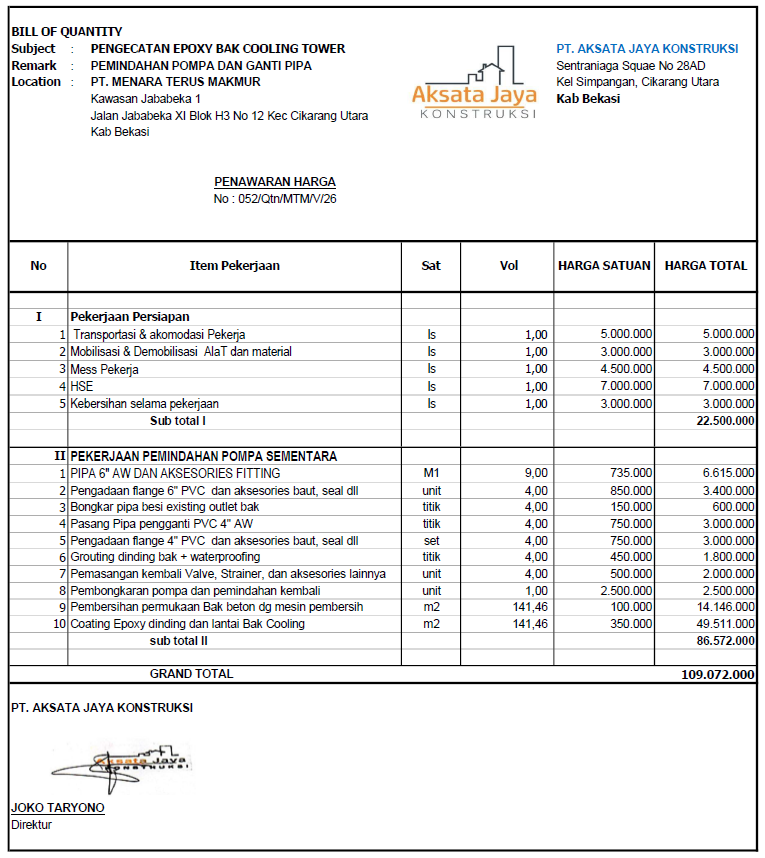 BILL OF QUANTITY
Subject : PENGECATAN EPOXY BAK COOLING TOWER
Remark : PEMINDAHAN POMPA DAN GANTI PIPA
Location : PT. MENARA TERUS MAKMUR
Kawasan Jababeka 1
Jalan Jababeka XI Blok H3 No 12 Kec Cikarang Utara
Kab Bekasi
Aksata Jaya
KONSTRUKSI
PT. AKSATA JAYA KONSTRUKSI
Sentraniaga Squae No 28AD
Kel Simpangan, Cikarang Utara
Kab Bekasi
PENAWARAN HARGA
No : 052/Qtn/MTM/V/26
No Item Pekerjaan Sat Vol HARGA SATUAN HARGA TOTAL
I Pekerjaan Persiapan
1 Transportasi & akomodasi Pekerja ls 1,00 5.000.000 5.000.000
2 Mobilisasi & Demobilisasi AlaT dan material ls 1,00 3.000.000 3.000.000
3 Mess Pekerja ls 1,00 4.500.000 4.500.000
4 HSE ls 1,00 7.000.000 7.000.000
5 Kebersihan selama pekerjaan ls 1,00 3.000.000 3.000.000
Sub total I 22.500.000
II PEKERJAAN PEMINDAHAN POMPA SEMENTARA
1 PIPA 6" AW DAN AKSESORIES FITTING M1 9,00 735.000 6.615.000
2 Pengadaan flange 6" PVC dan aksesories baut, seal dll unit 4,00 850.000 3.400.000
3 Bongkar pipa besi existing outlet bak titik 4,00 150.000 600.000
4 Pasang Pipa pengganti PVC 4" AW titik 4,00 750.000 3.000.000
5 Pengadaan flange 4" PVC dan aksesories baut, seal dll set 4,00 750.000 3.000.000
6 Grouting dinding bak + waterproofing titik 4,00 450.000 1.800.000
7 Pemasangan kembali Valve, Strainer, dan aksesories lainnya unit 4,00 500.000 2.000.000
8 Pembongkaran pompa dan pemindahan kembali unit 1,00 2.500.000 2.500.000
9 Pembersihan permukaan Bak beton dg mesin pembersih m2 141,46 100.000 14.146.000
10 Coating Epoxy dinding dan lantai Bak Cooling m2 141,46 350.000 49.511.000
sub total II 86.572.000
GRAND TOTAL 109.072.000
PT. AKSATA JAYA KONSTRUKSI
Aksata Jaya
KONSTRUKSI
JOKO TARYONO
Direktur